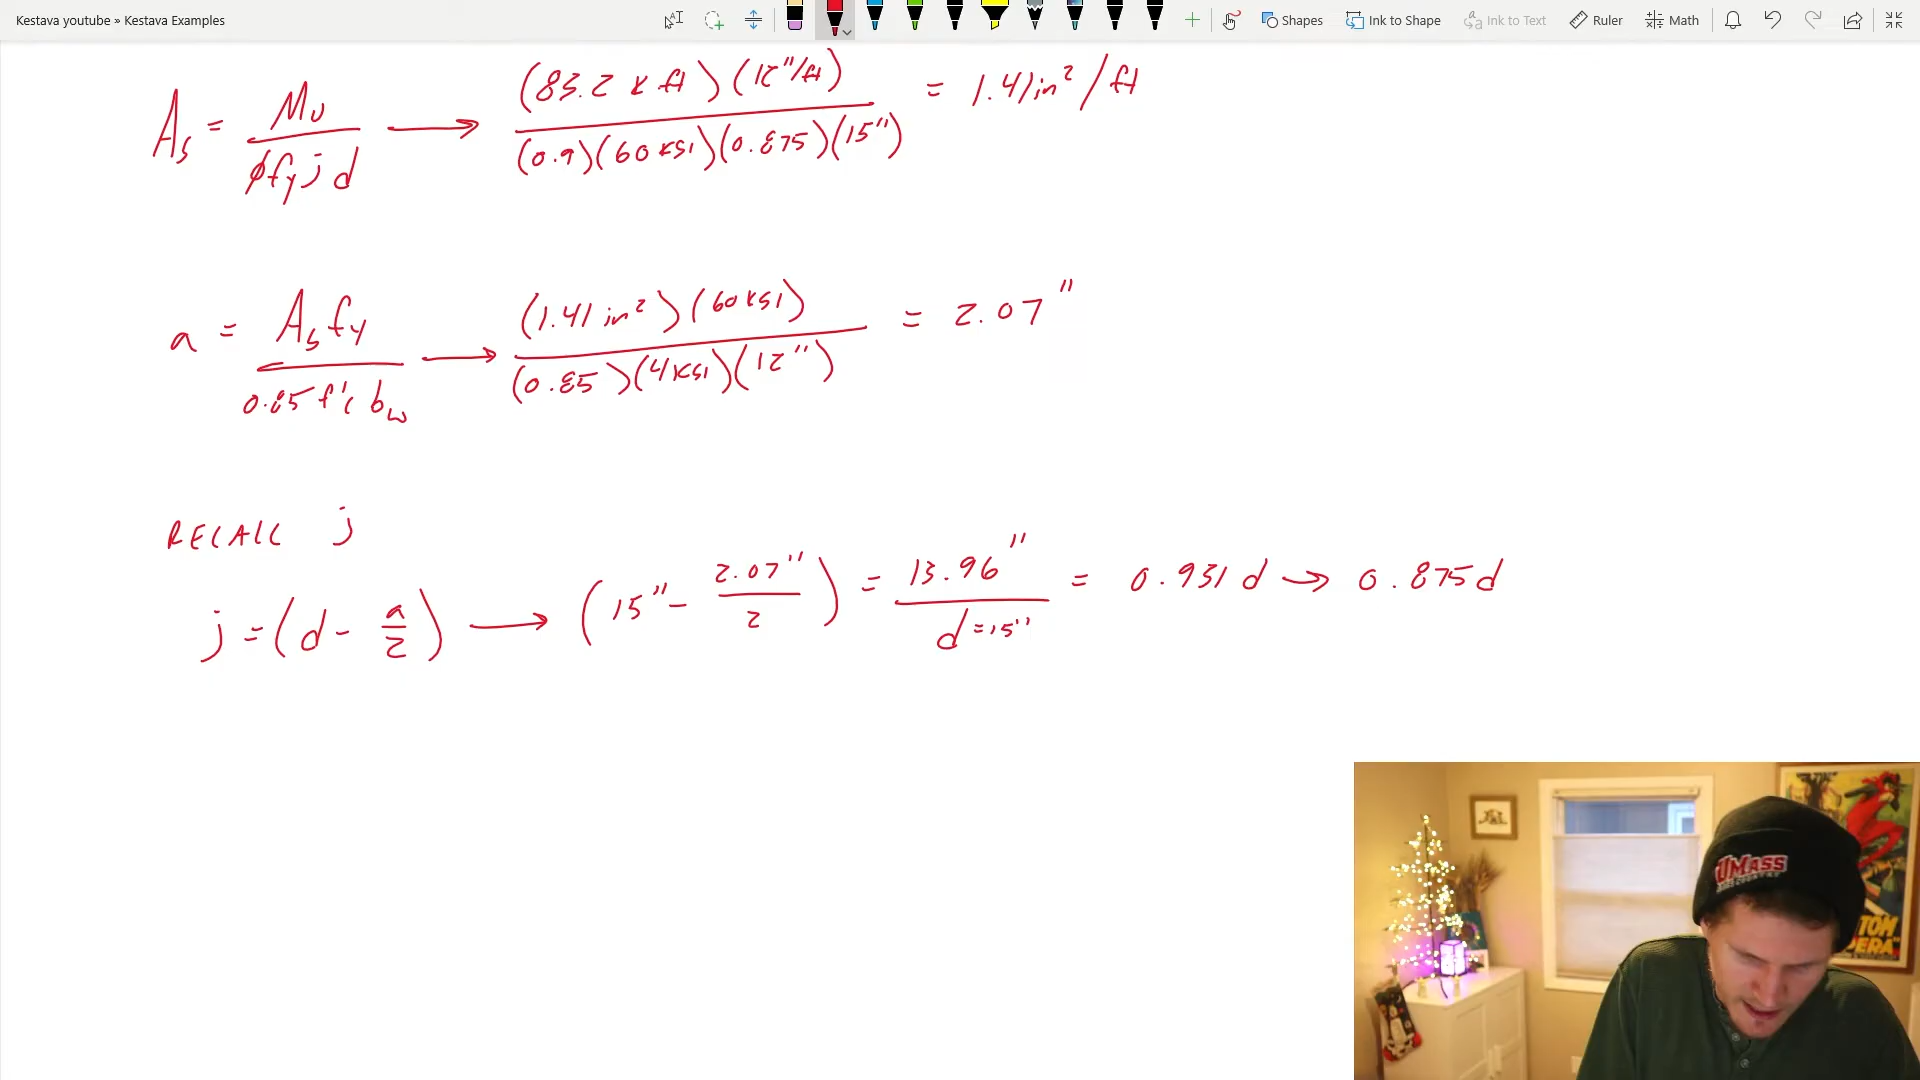 Kestava youtube » Kestava Examples
Shapes Ink to Shape Ink to Text Ruler Math
As = Mu / φfy j d → (83.2 k ft)(12"/ft) / (0.9)(60 ksi)(0.875)(15") = 1.41 in² / ft
a = As fy / 0.85 f'c bw → (1.41 in²)(60 ksi) / (0.85)(4 ksi)(12") = 2.07"
RECALL j
j = (d - a/2) → (15" - 2.07"/2) = 13.96" / d = 15" = 0.931 d → 0.875 d
UMASS